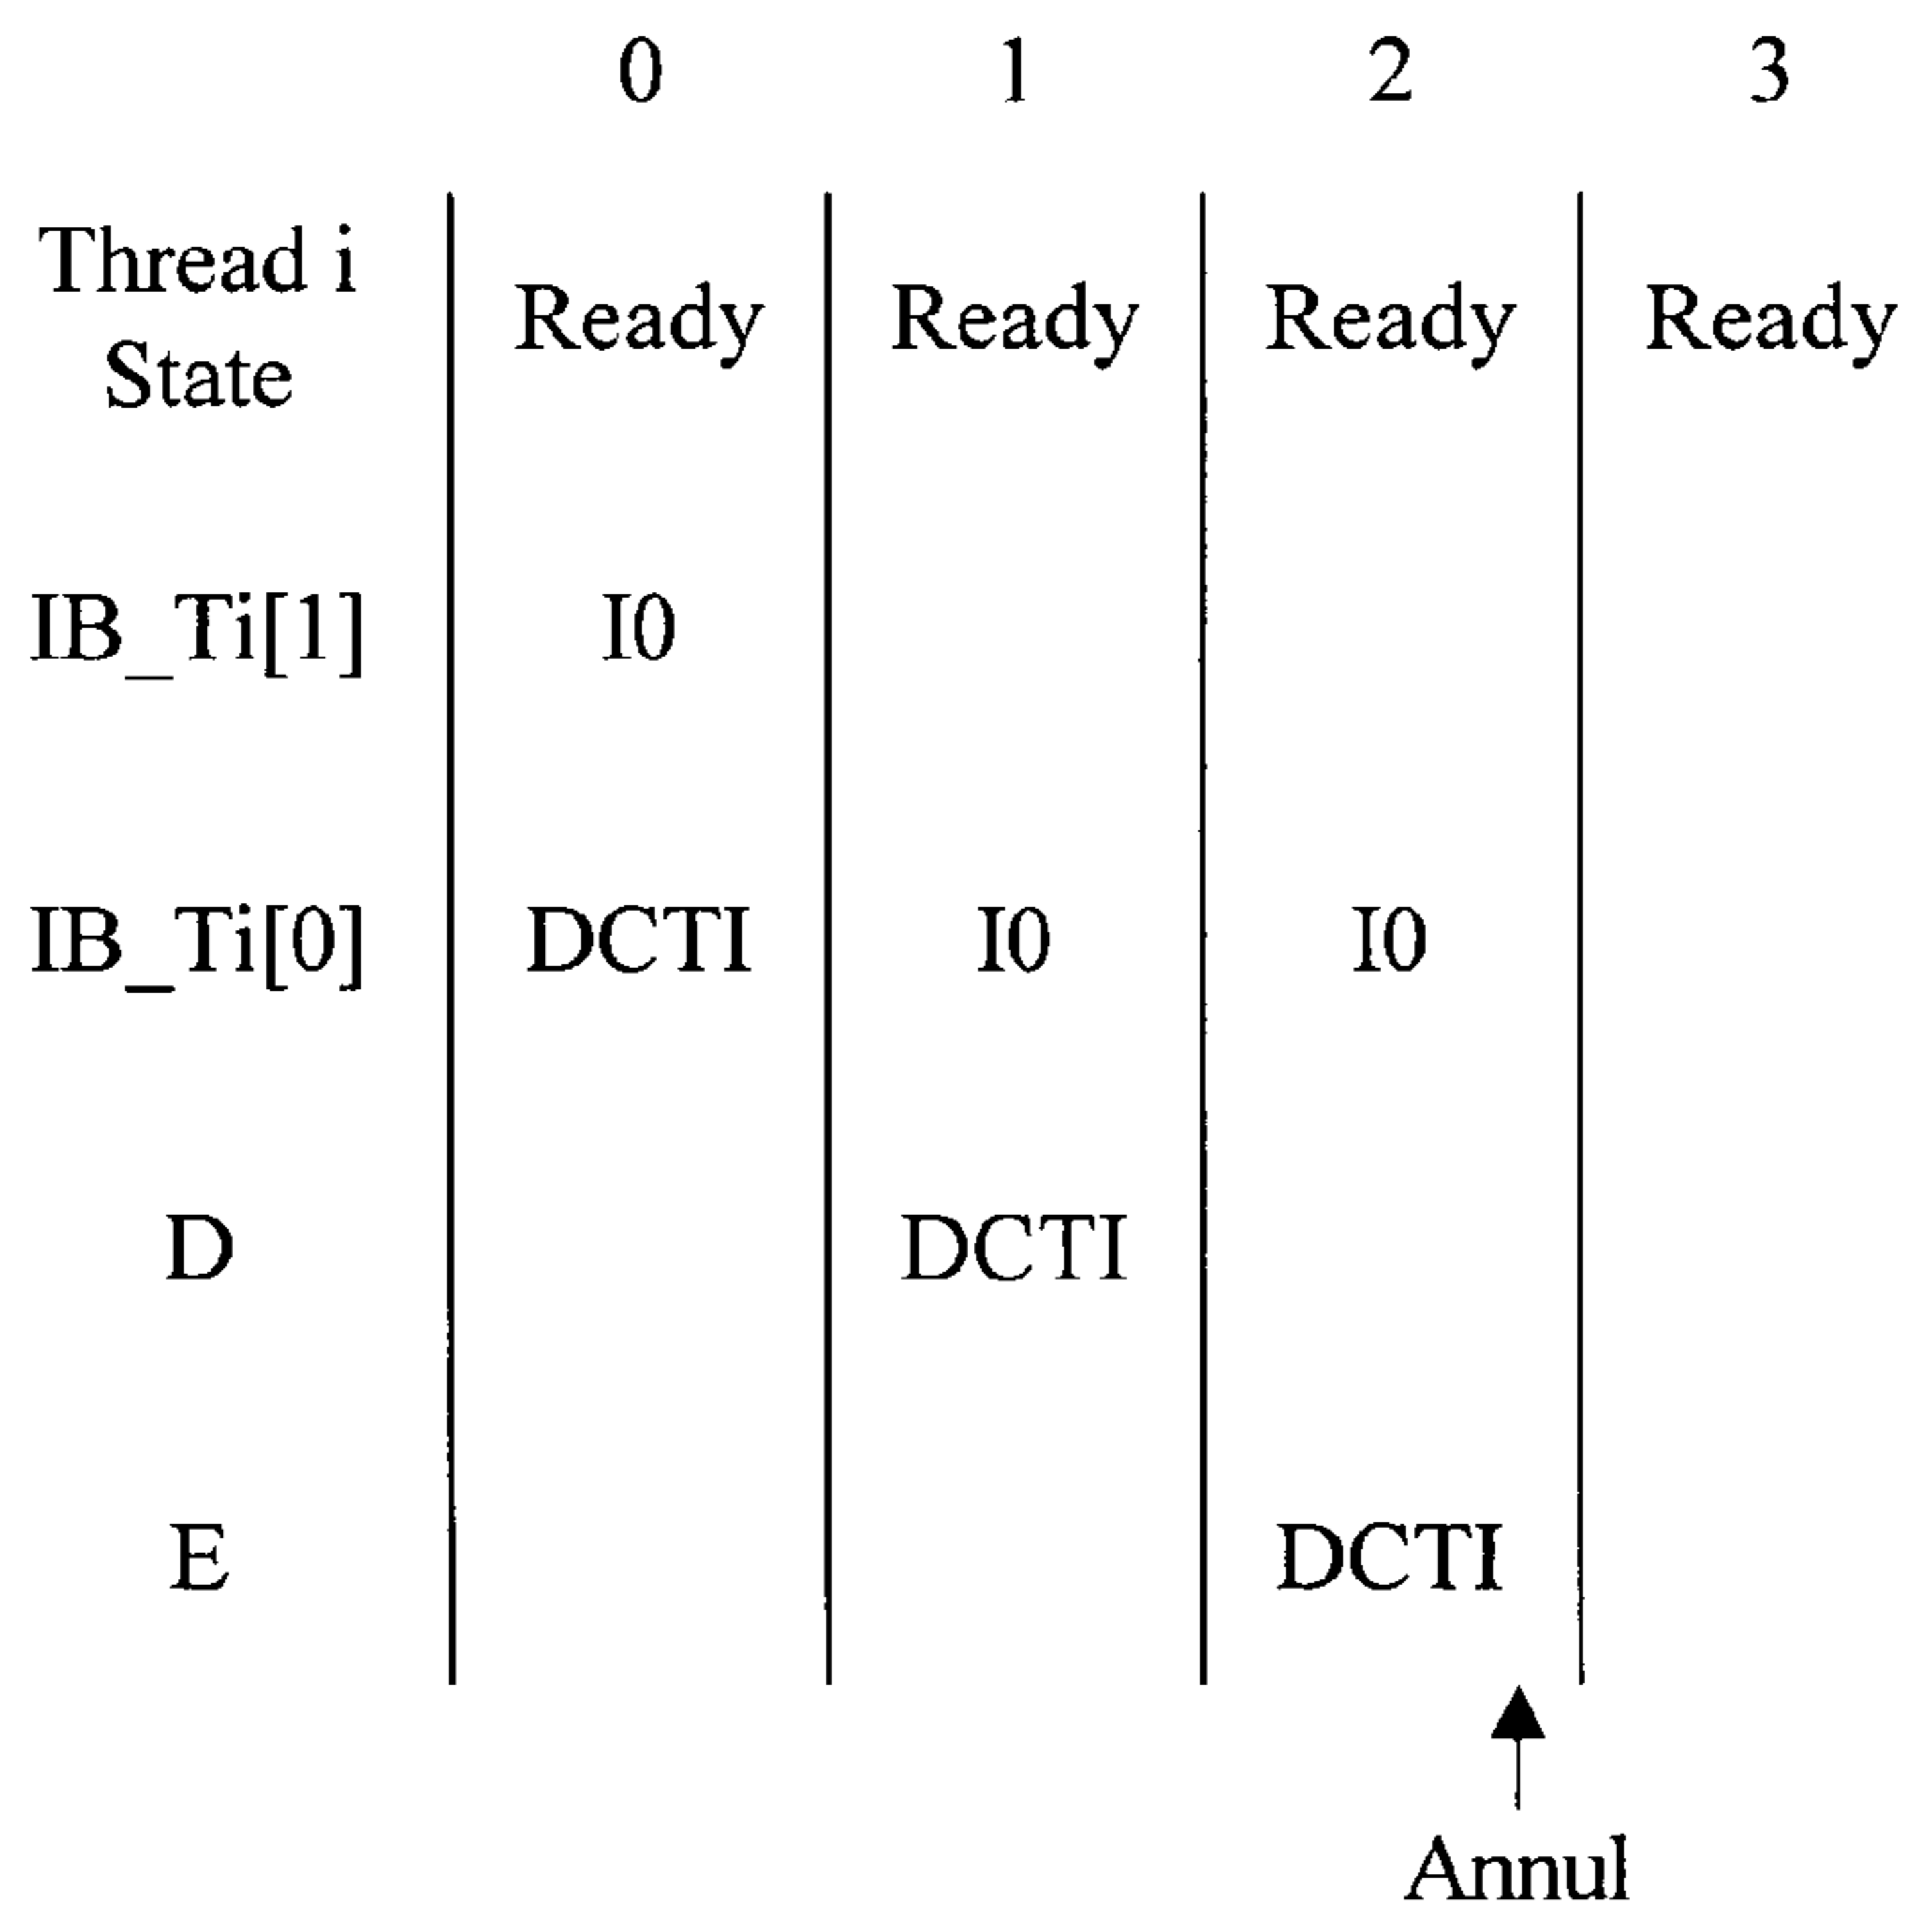 0 1 2 3
Thread i
State
Ready Ready Ready Ready
IB_Ti[1] I0
IB_Ti[0] DCTI I0 I0
D DCTI
E DCTI
Annul